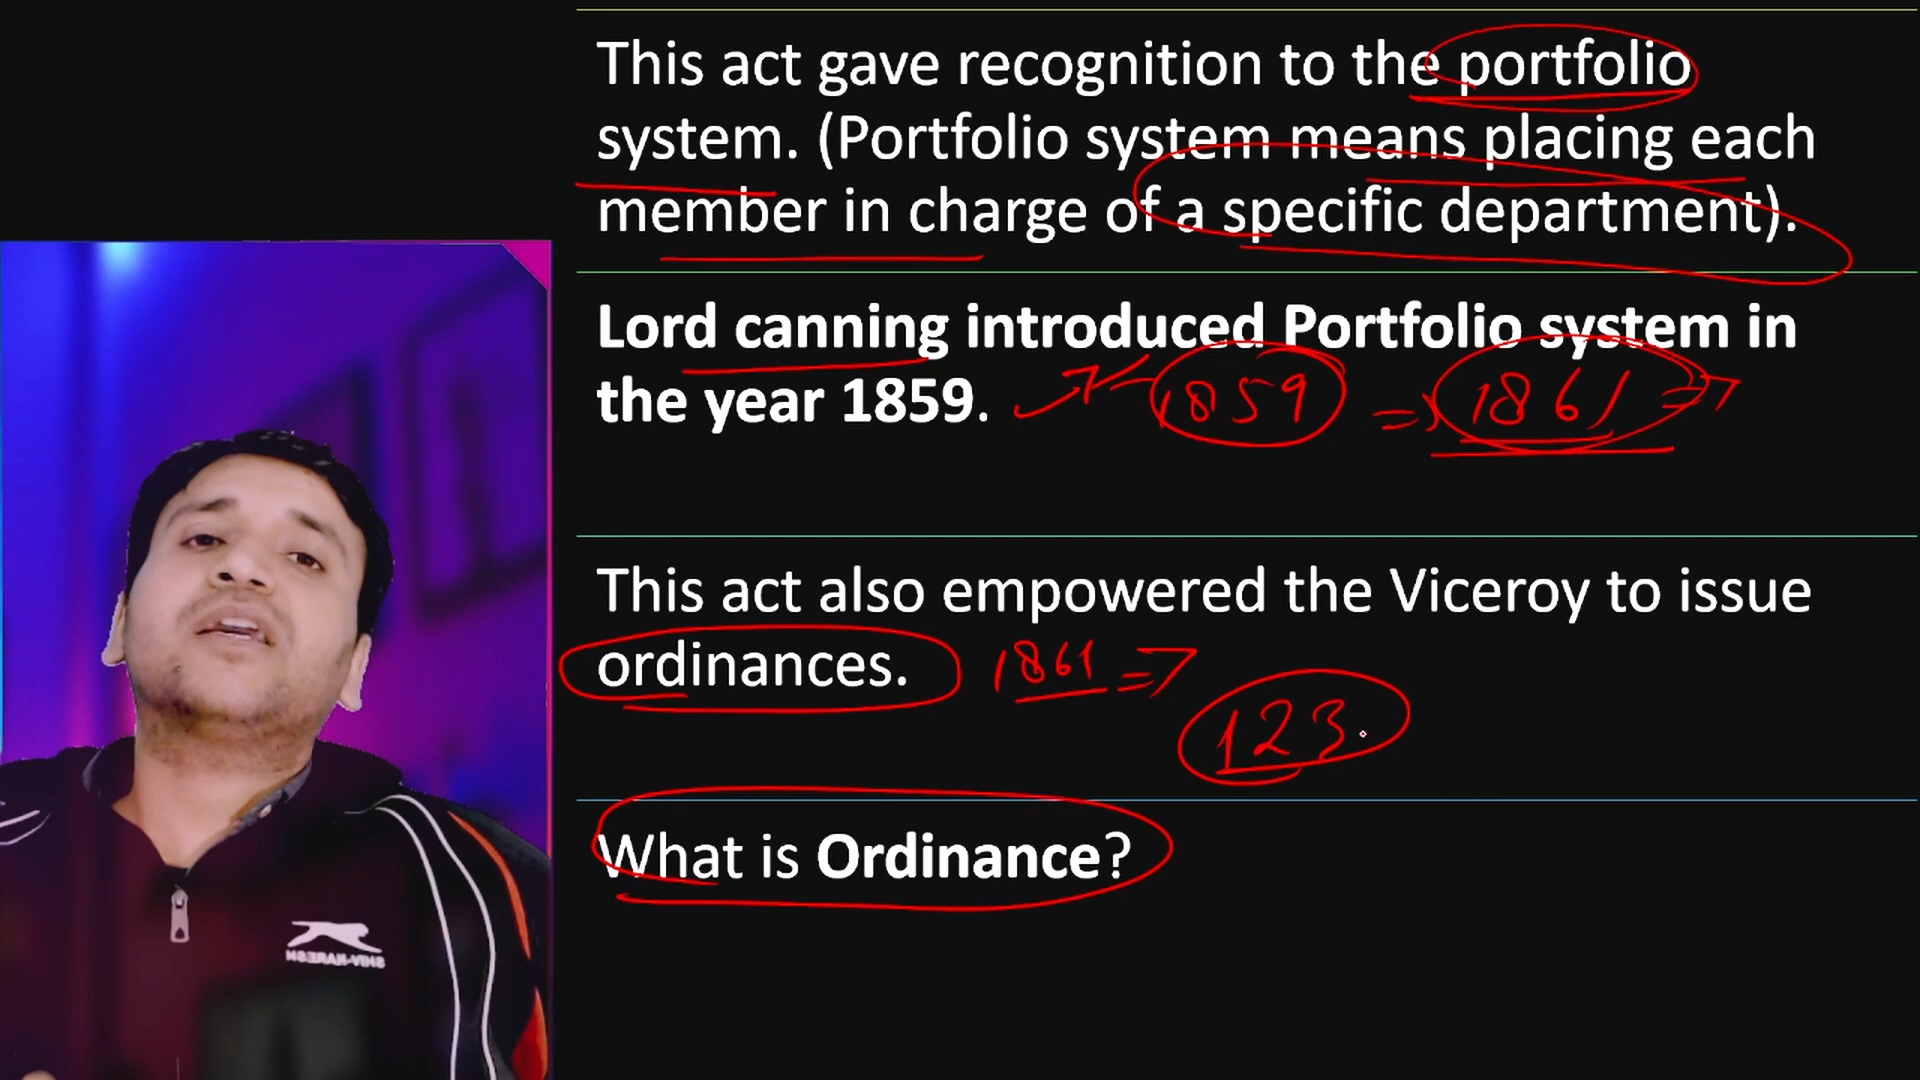 This act gave recognition to the portfolio
system. (Portfolio system means placing each
member in charge of a specific department).
Lord canning introduced Portfolio system in
the year 1859.
1859 => 1861 =>
This act also empowered the Viceroy to issue
ordinances.
1861 =>
123
What is Ordinance?
SHIV-NARESH